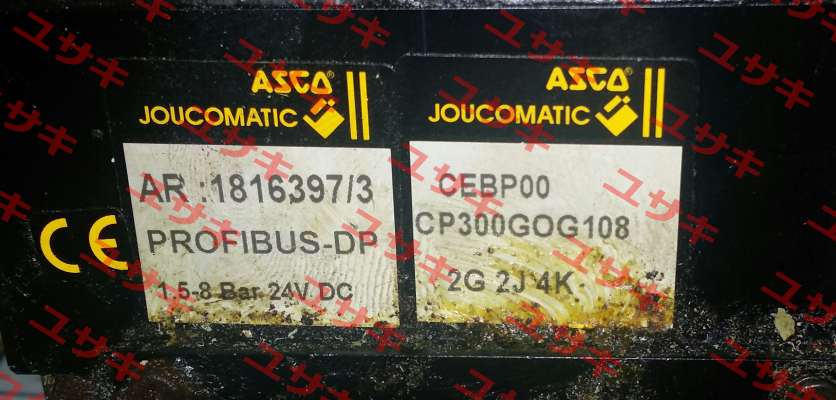 ASCO®
JOUCOMATIC
AR :1816397/3
PROFIBUS-DP
1.5-8 Bar 24V DC
CE
ASCO®
JOUCOMATIC
CEBP00
CP300GOG108
2G 2J 4K
ユサキ